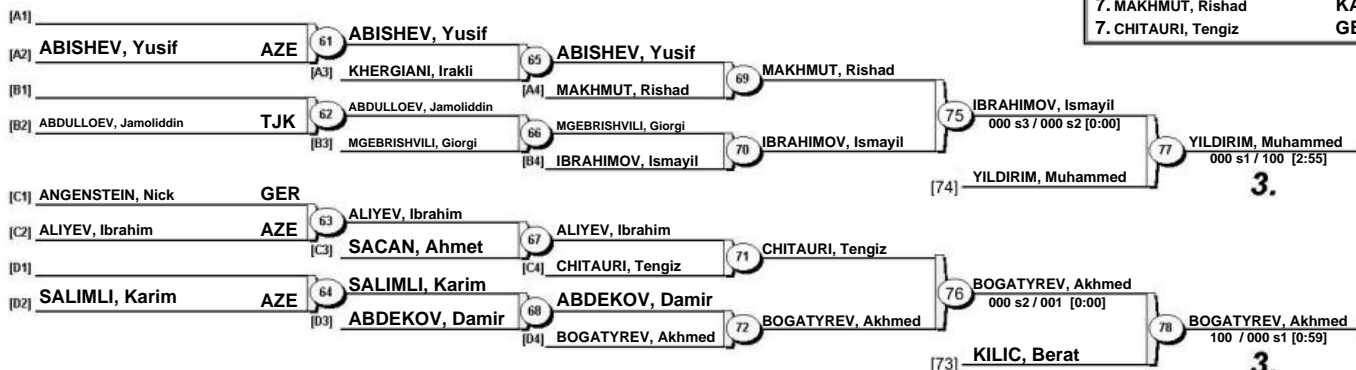 7. MAKHMUT, Rishad KA
7. CHITAURI, Tengiz GE
[A1]
[A2] ABISHEV, Yusif AZE
61
ABISHEV, Yusif
[A3] KHERGIANI, Irakli
65
ABISHEV, Yusif
[A4] MAKHMUT, Rishad
69
MAKHMUT, Rishad
[B1]
[B2] ABDULLOEV, Jamoliddin TJK
62
ABDULLOEV, Jamoliddin
[B3] MGEBRISHVILI, Giorgi
66
MGEBRISHVILI, Giorgi
[B4] IBRAHIMOV, Ismayil
70
IBRAHIMOV, Ismayil
75
IBRAHIMOV, Ismayil
000 s3 / 000 s2 [0:00]
[74] YILDIRIM, Muhammed
77
YILDIRIM, Muhammed
000 s1 / 100 [2:55]
3.
[C1] ANGENSTEIN, Nick GER
[C2] ALIYEV, Ibrahim AZE
63
ALIYEV, Ibrahim
[C3] SACAN, Ahmet
67
ALIYEV, Ibrahim
[C4] CHITAURI, Tengiz
71
CHITAURI, Tengiz
[D1]
[D2] SALIMLI, Karim AZE
64
SALIMLI, Karim
[D3] ABDEKOV, Damir
68
ABDEKOV, Damir
[D4] BOGATYREV, Akhmed
72
BOGATYREV, Akhmed
76
BOGATYREV, Akhmed
000 s2 / 001 [0:00]
[73] KILIC, Berat
78
BOGATYREV, Akhmed
100 / 000 s1 [0:59]
3.